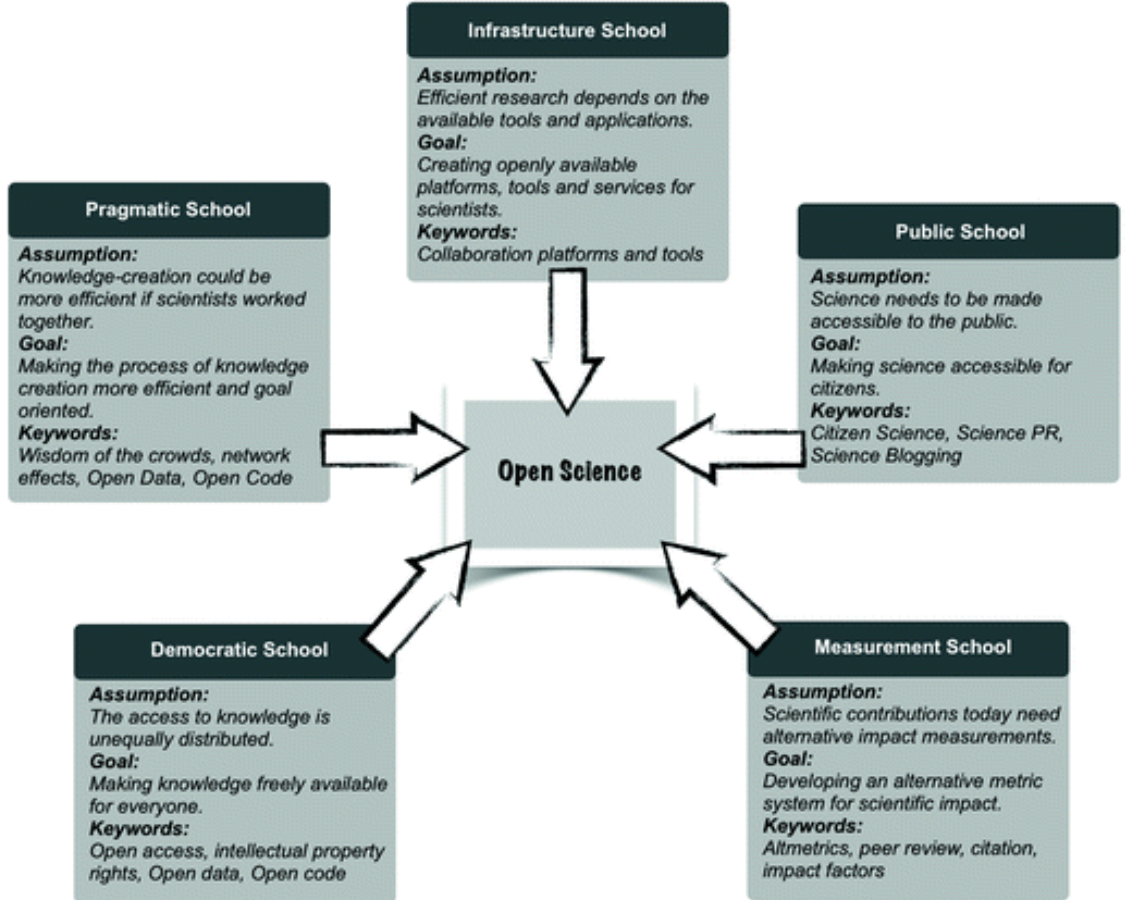 Infrastructure School
Assumption:
Efficient research depends on the
available tools and applications.
Goal:
Creating openly available
platforms, tools and services for
scientists.
Keywords:
Collaboration platforms and tools
Pragmatic School
Assumption:
Knowledge-creation could be
more efficient if scientists worked
together.
Goal:
Making the process of knowledge
creation more efficient and goal
oriented.
Keywords:
Wisdom of the crowds, network
effects, Open Data, Open Code
Public School
Assumption:
Science needs to be made
accessible to the public.
Goal:
Making science accessible for
citizens.
Keywords:
Citizen Science, Science PR,
Science Blogging
Open Science
Democratic School
Assumption:
The access to knowledge is
unequally distributed.
Goal:
Making knowledge freely available
for everyone.
Keywords:
Open access, intellectual property
rights, Open data, Open code
Measurement School
Assumption:
Scientific contributions today need
alternative impact measurements.
Goal:
Developing an alternative metric
system for scientific impact.
Keywords:
Altmetrics, peer review, citation,
impact factors